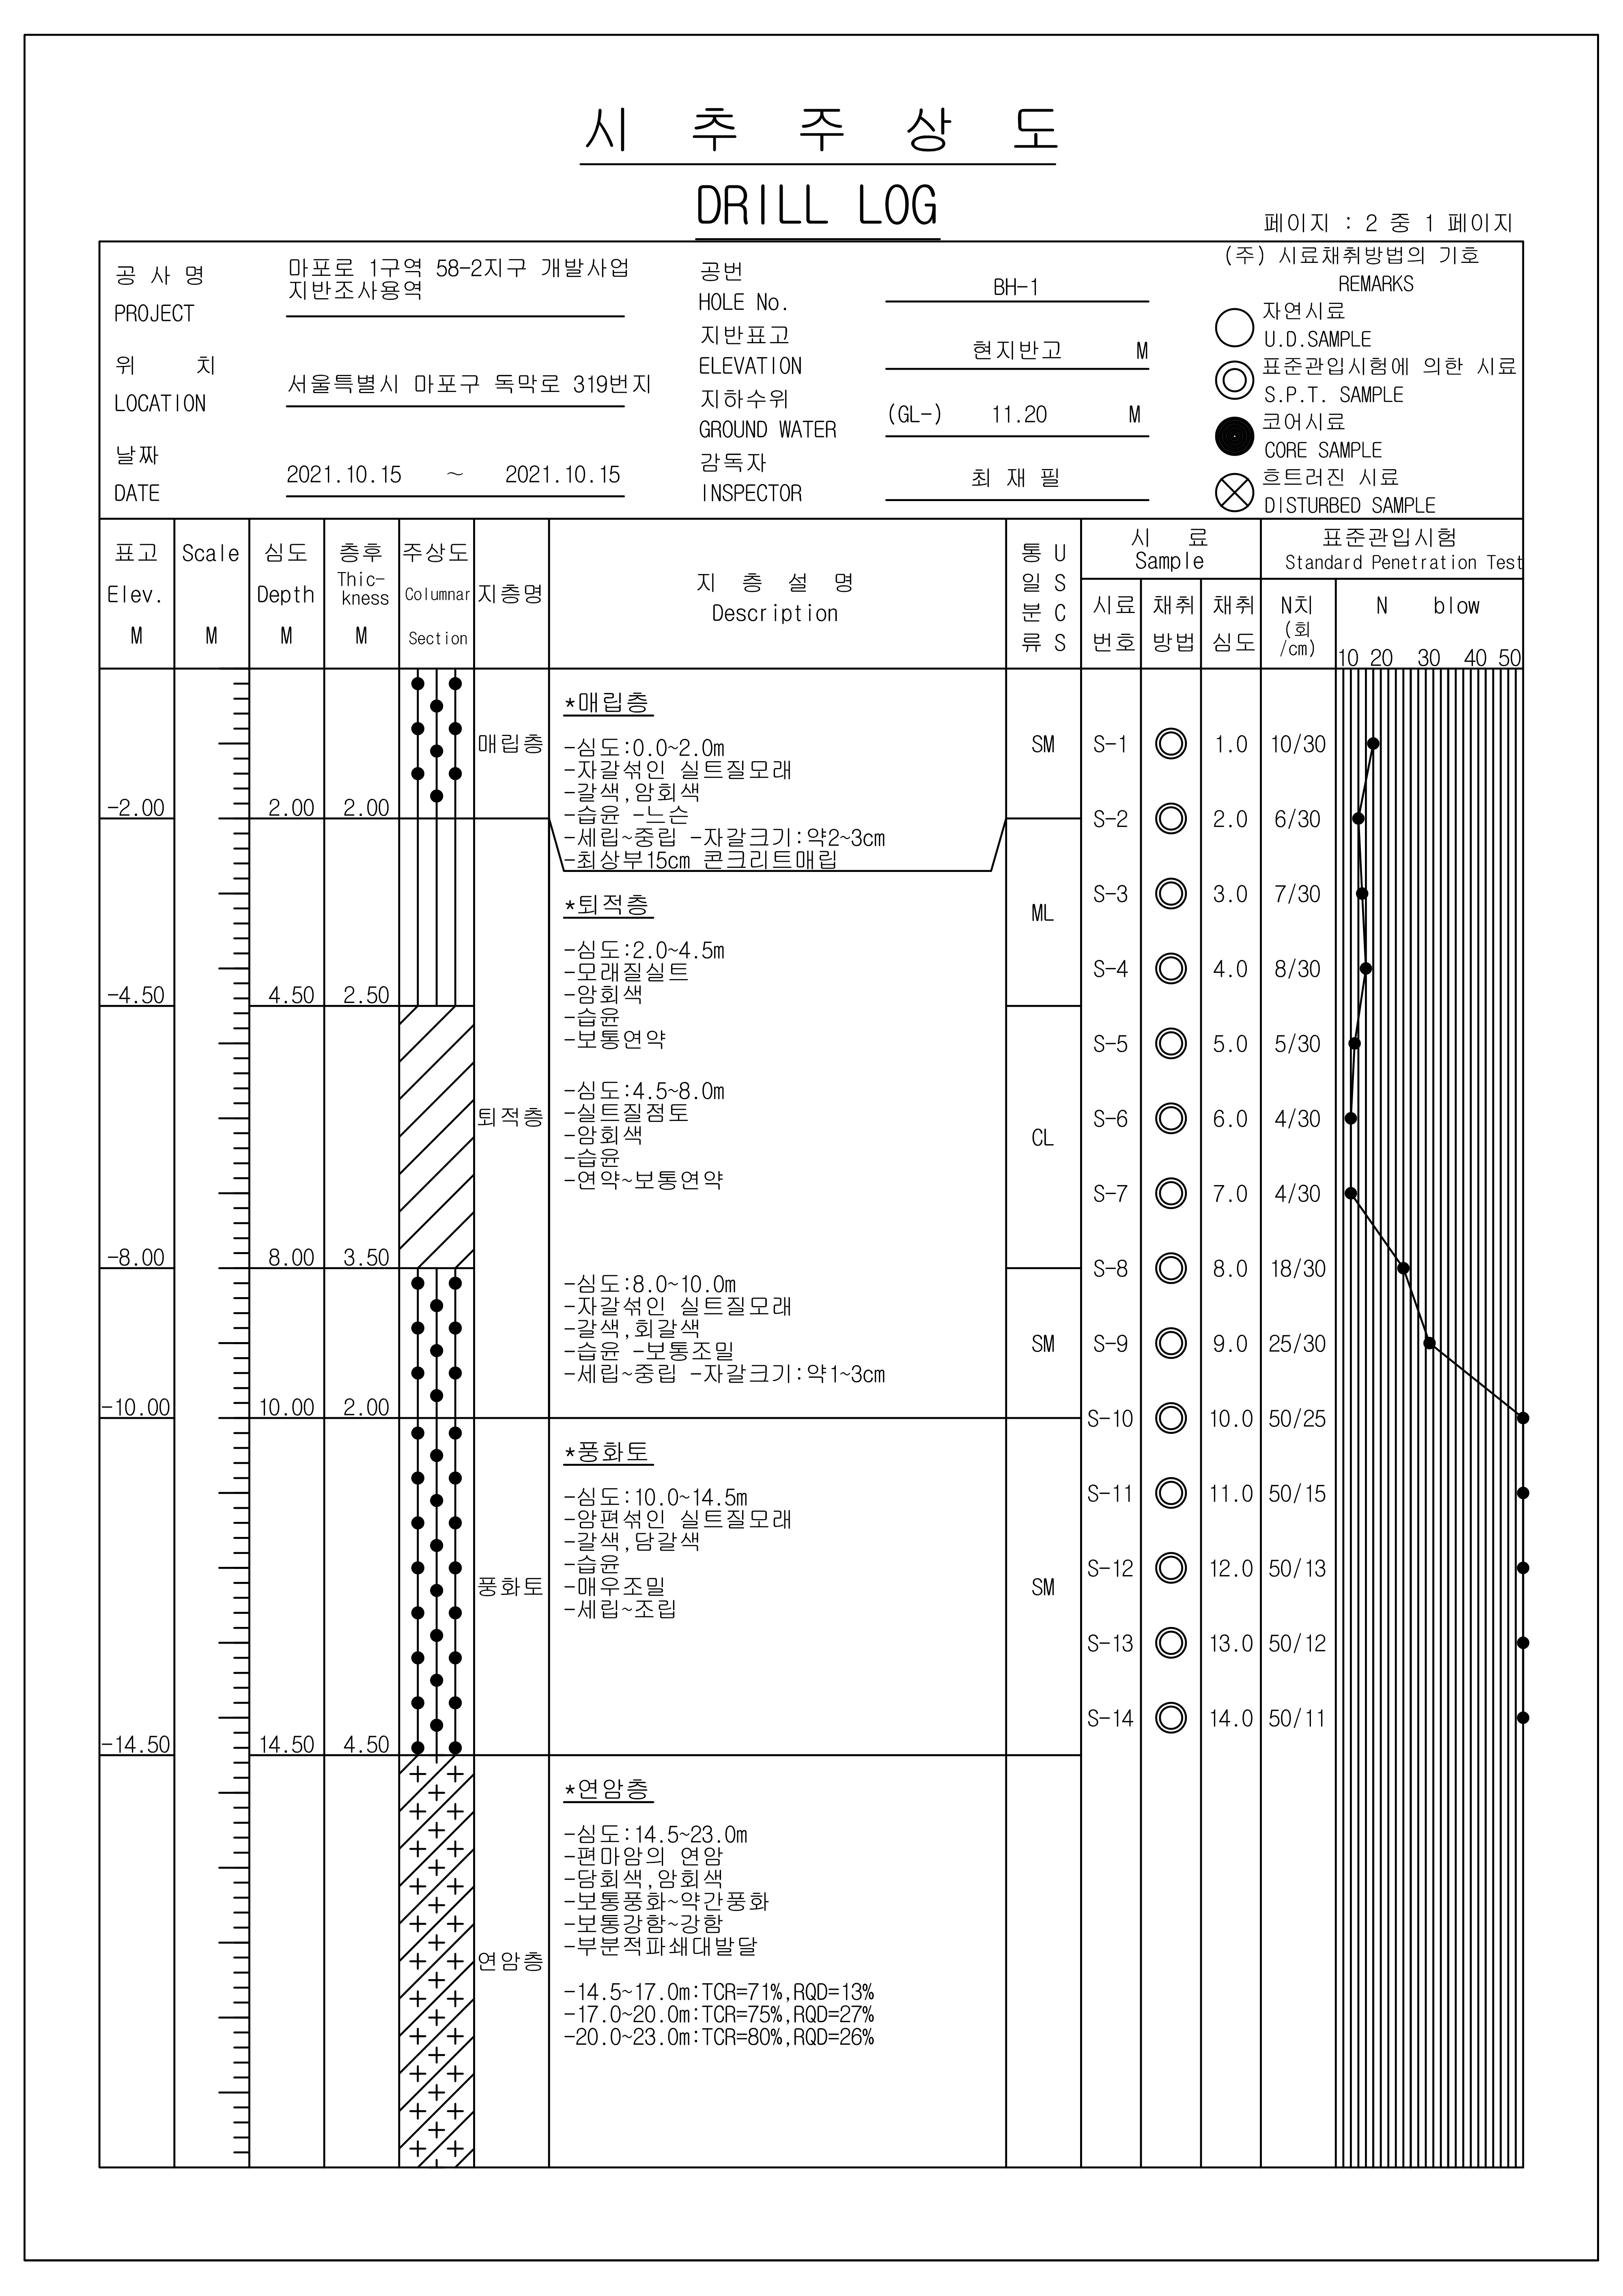 시 추 주 상 도
DRILL LOG
페이지 : 2 중 1 페이지
공 사 명
PROJECT
마포로 1구역 58-2지구 개발사업
지반조사용역
위 치
LOCATION
서울특별시 마포구 독막로 319번지
날짜
DATE
2021.10.15 ~ 2021.10.15
공번
HOLE No.
BH-1
지반표고
ELEVATION
현지반고 M
지하수위
GROUND WATER
(GL-) 11.20 M
감독자
INSPECTOR
최 재 필
(주) 시료채취방법의 기호
REMARKS
자연시료
U.D.SAMPLE
표준관입시험에 의한 시료
S.P.T. SAMPLE
코어시료
CORE SAMPLE
흐트러진 시료
DISTURBED SAMPLE
표고
Elev.
M
Scale
M
심도
Depth
M
층후
Thic-
kness
M
주상도
Columnar
Section
지층명
지 층 설 명
Description
통 U
일 S
분 C
류 S
시 료
Sample
시료
번호
채취
방법
채취
심도
표준관입시험
Standard Penetration Test
N치
(회
/cm)
N blow
10 20 30 40 50
*매립층
-심도:0.0~2.0m
-자갈섞인 실트질모래
-갈색,암회색
-습윤 -느슨
-세립~중립 -자갈크기:약2~3cm
-최상부15cm 콘크리트매립
매립층
SM
-2.00 2.00 2.00
*퇴적층
-심도:2.0~4.5m
-모래질실트
-암회색
-습윤
-보통연약
ML
-4.50 4.50 2.50
-심도:4.5~8.0m
-실트질점토
-암회색
-습윤
-연약~보통연약
퇴적층
CL
-8.00 8.00 3.50
-심도:8.0~10.0m
-자갈섞인 실트질모래
-갈색,회갈색
-습윤 -보통조밀
-세립~중립 -자갈크기:약1~3cm
SM
-10.00 10.00 2.00
*풍화토
-심도:10.0~14.5m
-암편섞인 실트질모래
-갈색,담갈색
-습윤
-매우조밀
-세립~조립
풍화토
SM
-14.50 14.50 4.50
*연암층
-심도:14.5~23.0m
-편마암의 연암
-담회색,암회색
-보통풍화~약간풍화
-보통강함~강함
-부분적파쇄대발달
연암층
-14.5~17.0m:TCR=71%,RQD=13%
-17.0~20.0m:TCR=75%,RQD=27%
-20.0~23.0m:TCR=80%,RQD=26%
S-1 1.0 10/30
S-2 2.0 6/30
S-3 3.0 7/30
S-4 4.0 8/30
S-5 5.0 5/30
S-6 6.0 4/30
S-7 7.0 4/30
S-8 8.0 18/30
S-9 9.0 25/30
S-10 10.0 50/25
S-11 11.0 50/15
S-12 12.0 50/13
S-13 13.0 50/12
S-14 14.0 50/11